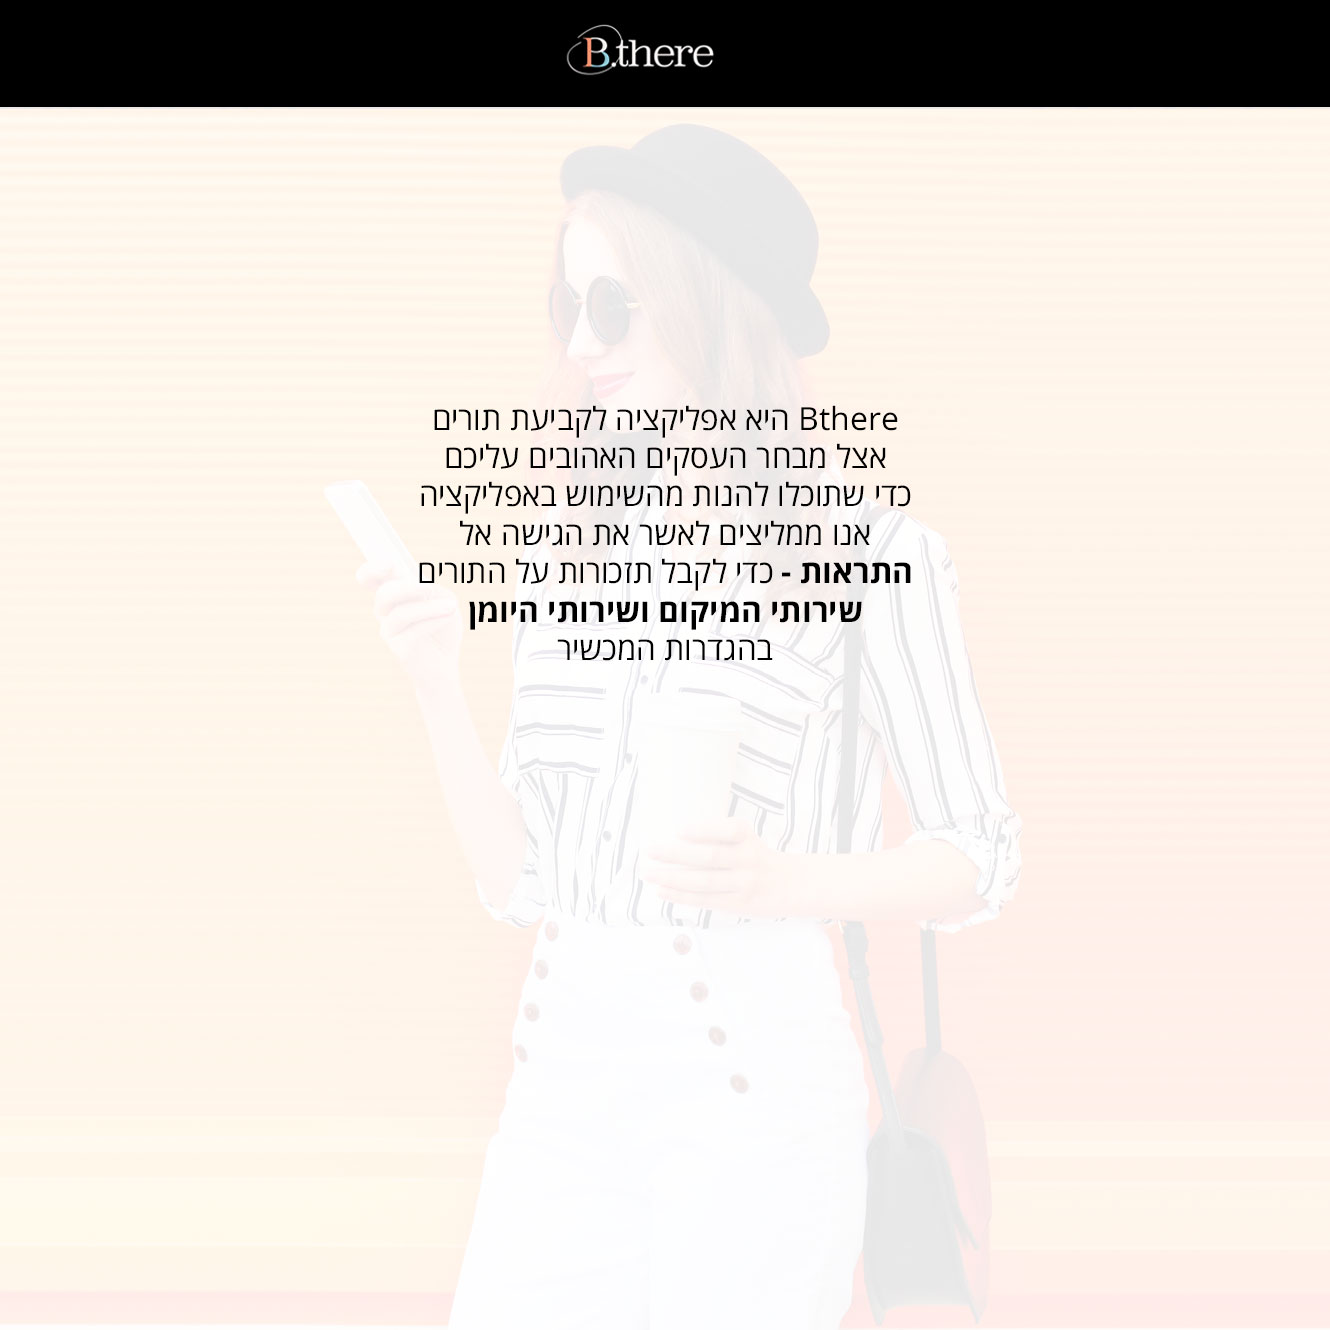 B.there
Bthere היא אפליקציה לקביעת תורים
אצל מבחר העסקים האהובים עליכם
כדי שתוכלו להנות מהשימוש באפליקציה
אנו ממליצים לאשר את הגישה אל
התראות - כדי לקבל תזכורות על התורים
שירותי המיקום ושירותי היומן
בהגדרות המכשיר